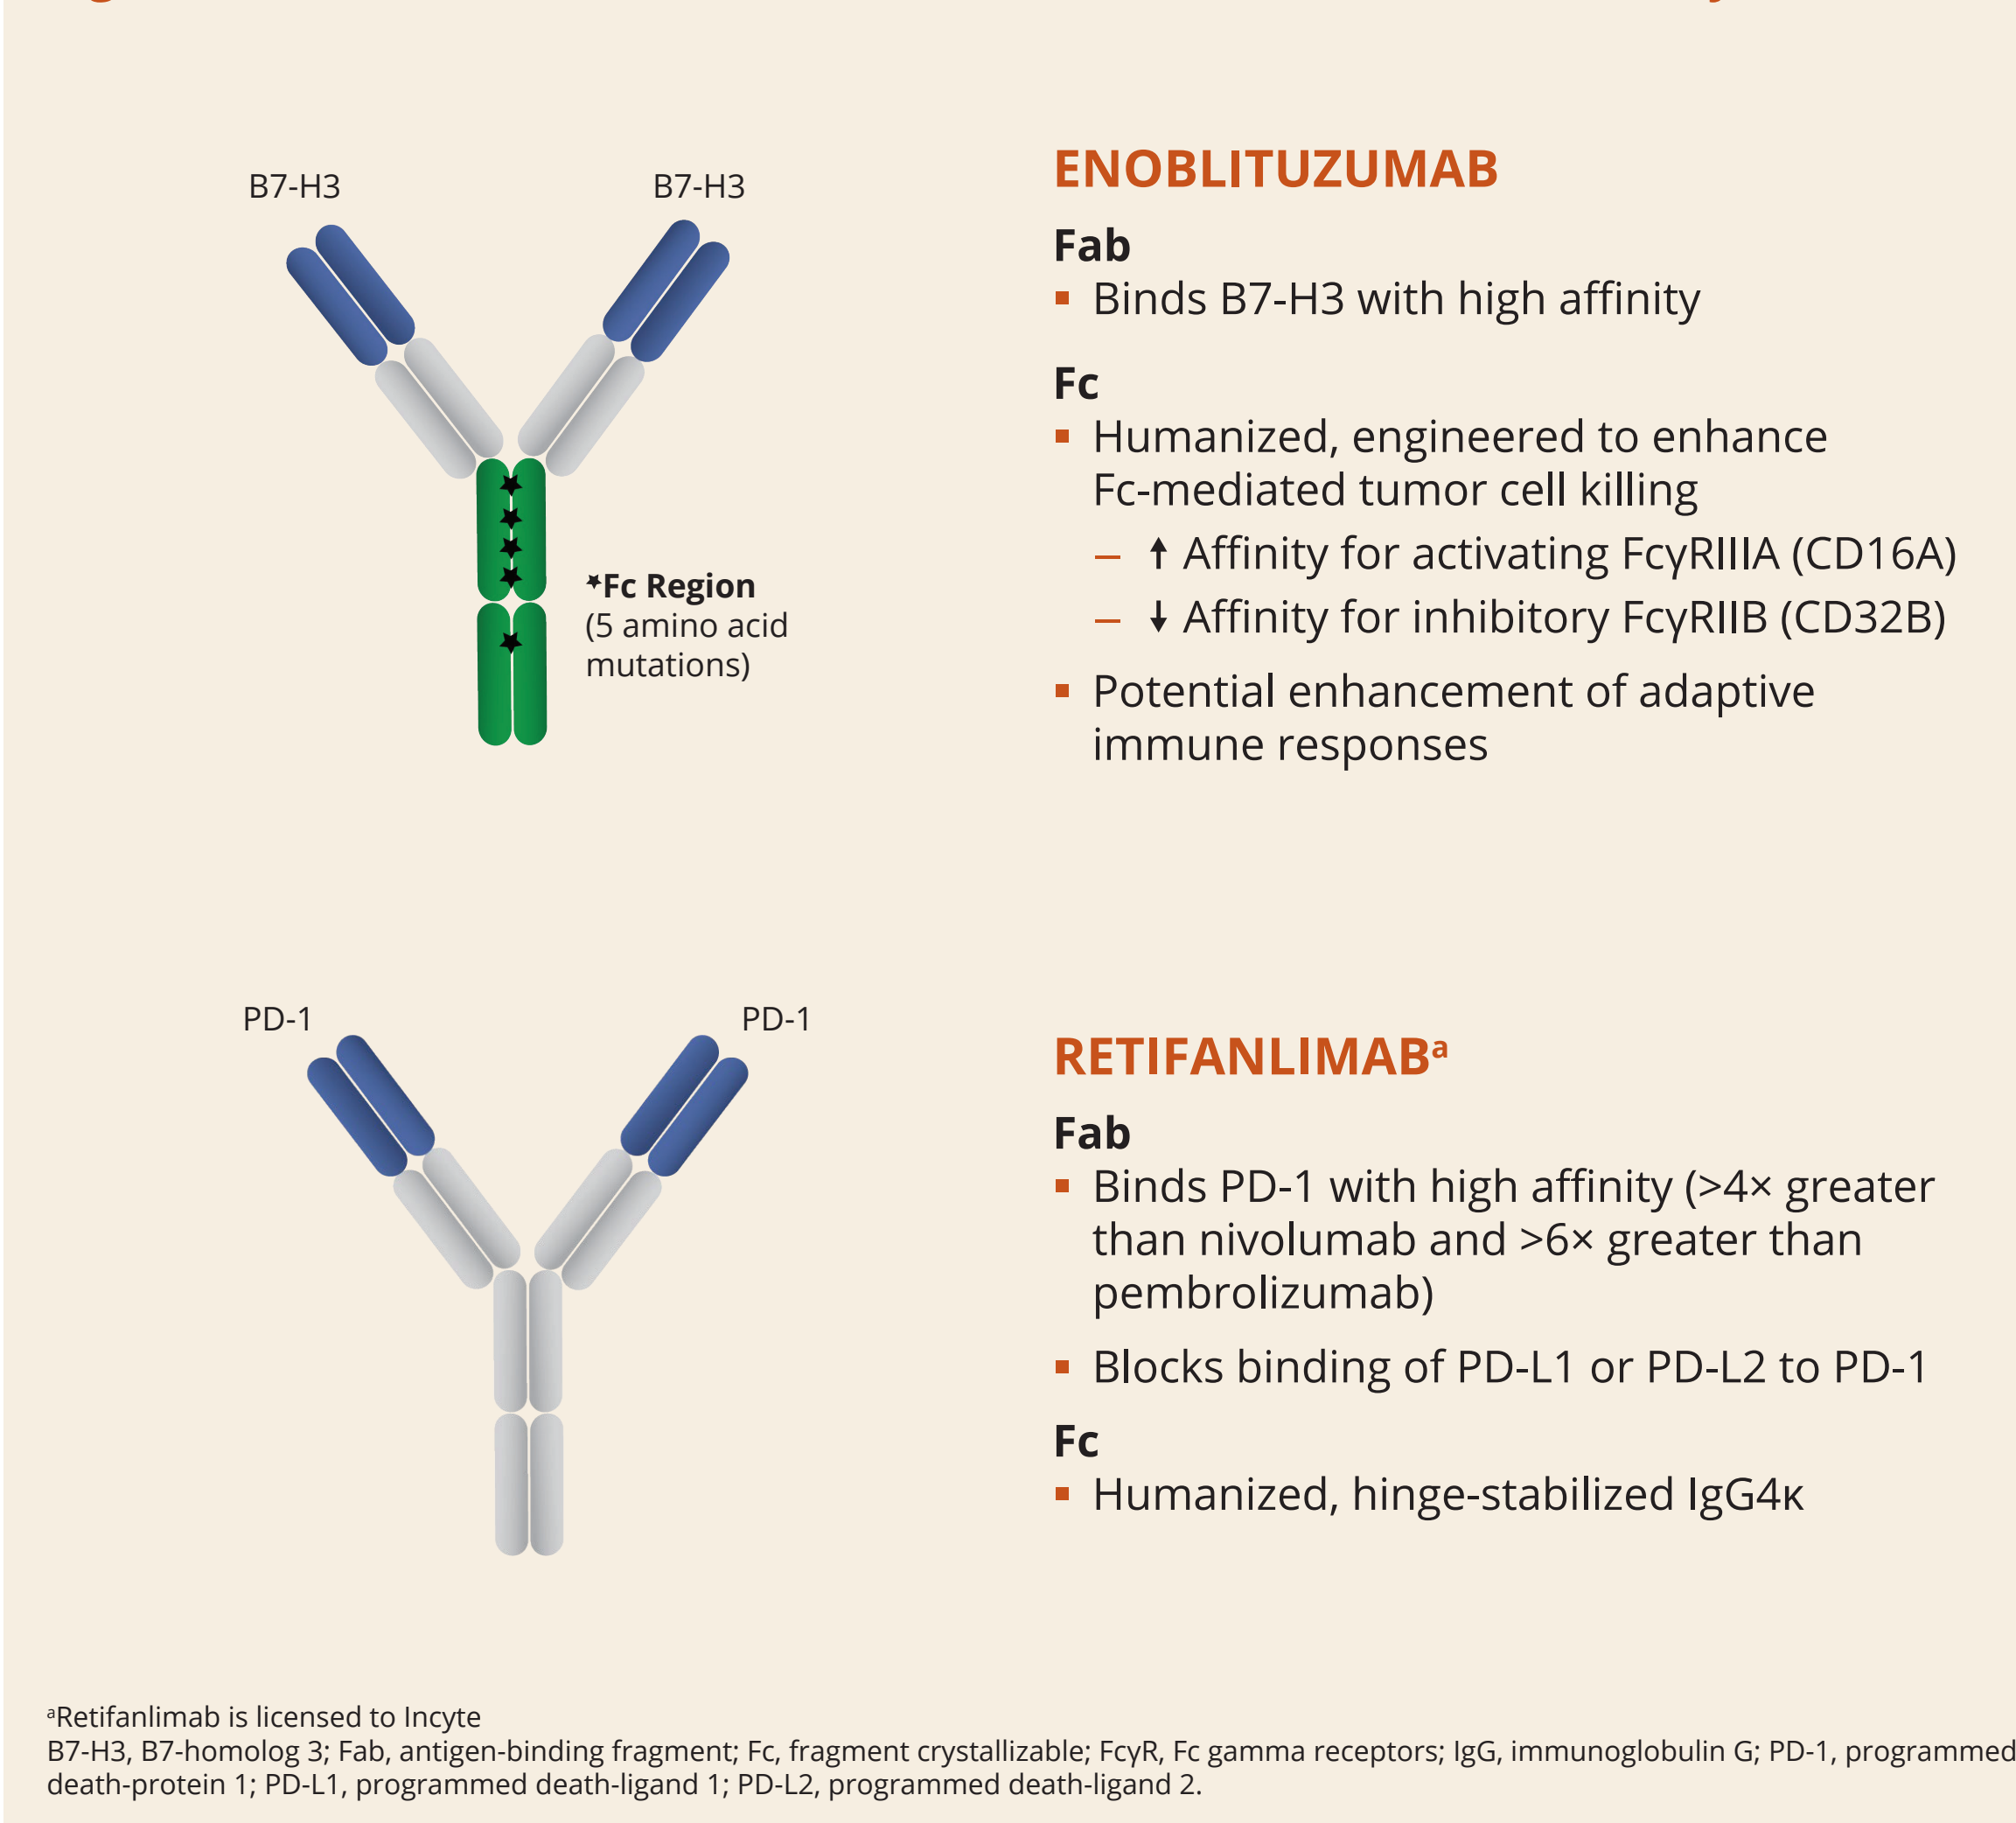 B7-H3
B7-H3
*Fc Region
(5 amino acid
mutations)
ENOBLITUZUMAB
Fab
▪ Binds B7-H3 with high affinity
Fc
▪ Humanized, engineered to enhance
Fc-mediated tumor cell killing
– ↑ Affinity for activating FcγRIIIA (CD16A)
– ↓ Affinity for inhibitory FcγRIIB (CD32B)
▪ Potential enhancement of adaptive
immune responses
PD-1
PD-1
RETIFANLIMABᵃ
Fab
▪ Binds PD-1 with high affinity (>4× greater
than nivolumab and >6× greater than
pembrolizumab)
▪ Blocks binding of PD-L1 or PD-L2 to PD-1
Fc
▪ Humanized, hinge-stabilized IgG4κ
ᵃRetifanlimab is licensed to Incyte
B7-H3, B7-homolog 3; Fab, antigen-binding fragment; Fc, fragment crystallizable; FcγR, Fc gamma receptors; IgG, immunoglobulin G; PD-1, programmed
death-protein 1; PD-L1, programmed death-ligand 1; PD-L2, programmed death-ligand 2.